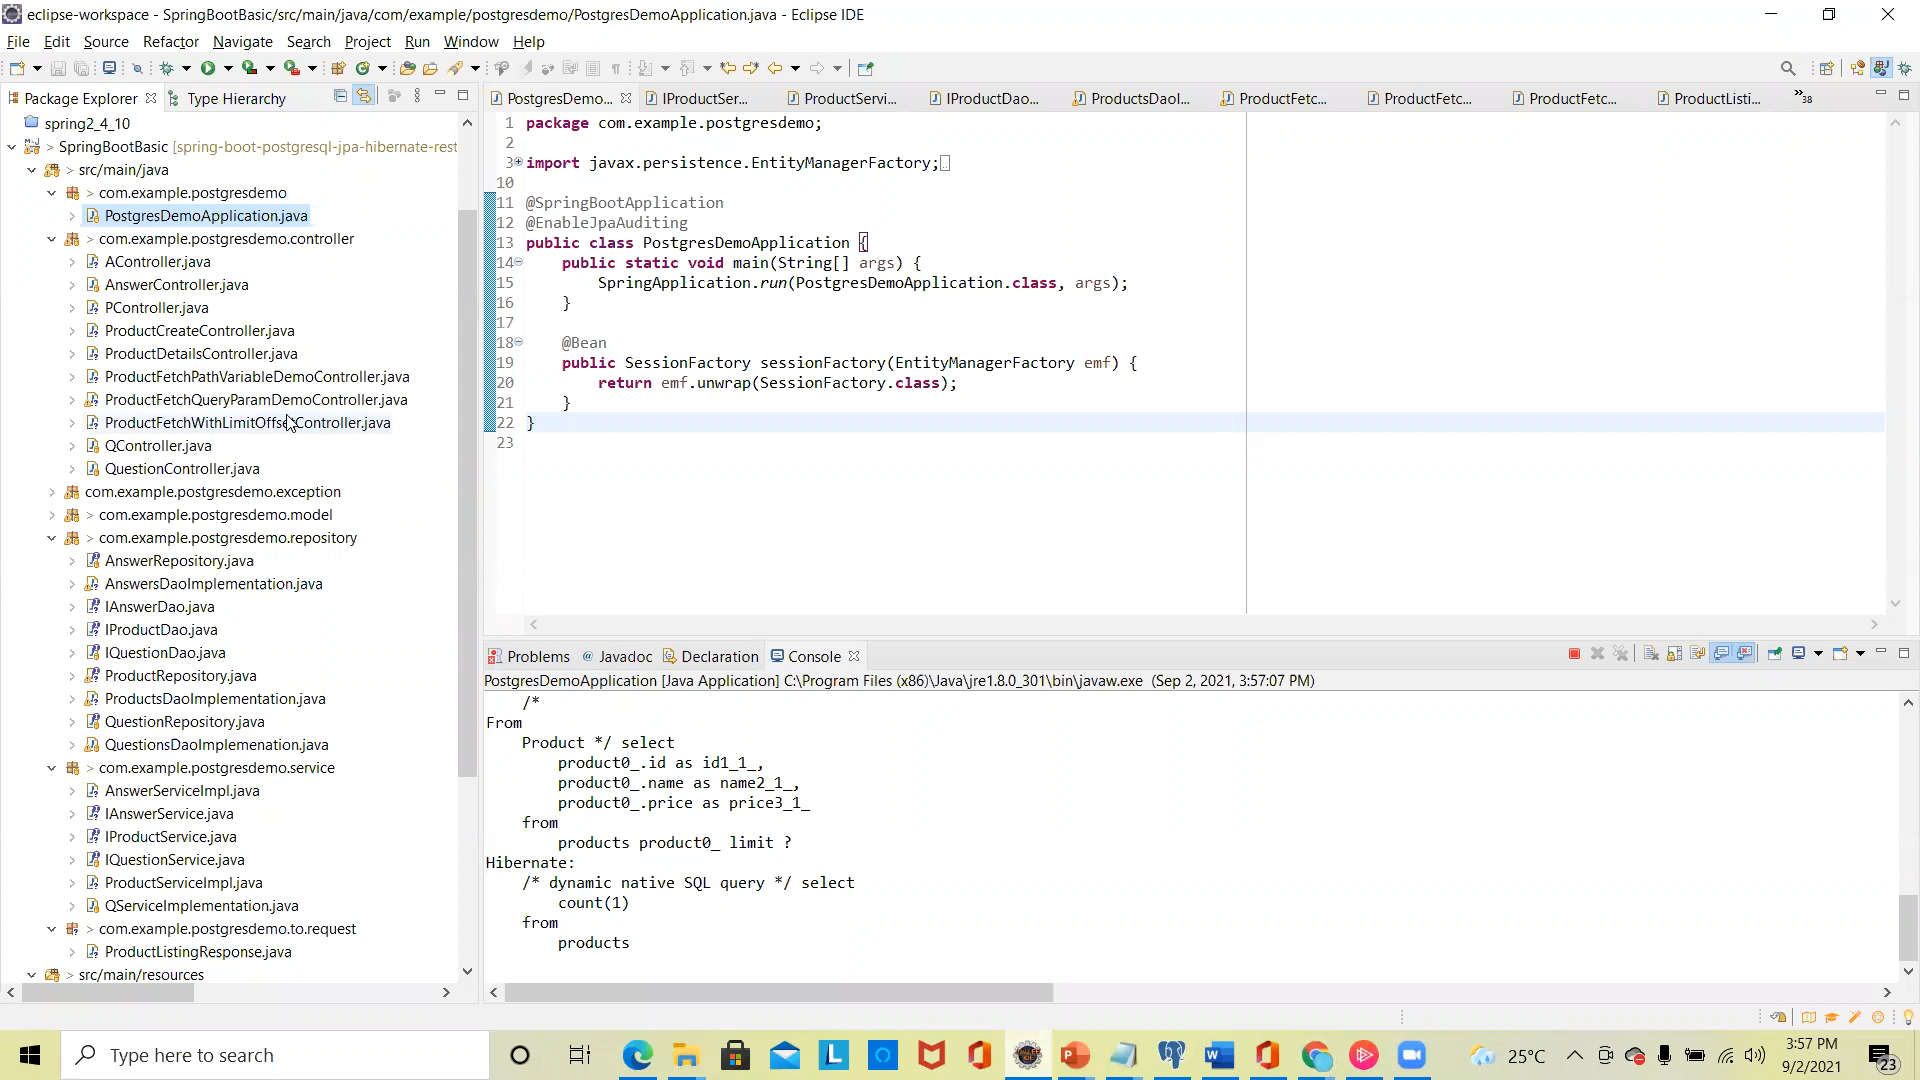 eclipse-workspace - SpringBootBasic/src/main/java/com/example/postgresdemo/PostgresDemoApplication.java - Eclipse IDE
File Edit Source Refactor Navigate Search Project Run Window Help
Package Explorer Type Hierarchy
spring2_4_10
> SpringBootBasic [spring-boot-postgresql-jpa-hibernate-rest
> src/main/java
> com.example.postgresdemo
PostgresDemoApplication.java
> com.example.postgresdemo.controller
AController.java
AnswerController.java
PController.java
ProductCreateController.java
ProductDetailsController.java
ProductFetchPathVariableDemoController.java
ProductFetchQueryParamDemoController.java
ProductFetchWithLimitOffsetController.java
QController.java
QuestionController.java
com.example.postgresdemo.exception
> com.example.postgresdemo.model
> com.example.postgresdemo.repository
AnswerRepository.java
AnswersDaoImplementation.java
IAnswerDao.java
IProductDao.java
IQuestionDao.java
ProductRepository.java
ProductsDaoImplementation.java
QuestionRepository.java
QuestionsDaoImplemenation.java
> com.example.postgresdemo.service
AnswerServiceImpl.java
IAnswerService.java
IProductService.java
IQuestionService.java
ProductServiceImpl.java
QServiceImplementation.java
> com.example.postgresdemo.to.request
ProductListingResponse.java
> src/main/resources
PostgresDemo... IProductSer... ProductServi... IProductDao... ProductsDaoI... ProductFetc... ProductFetc... ProductFetc... ProductListi... »38
1 package com.example.postgresdemo;
2
3 import javax.persistence.EntityManagerFactory;
10
11 @SpringBootApplication
12 @EnableJpaAuditing
13 public class PostgresDemoApplication {
14 public static void main(String[] args) {
15 SpringApplication.run(PostgresDemoApplication.class, args);
16 }
17
18 @Bean
19 public SessionFactory sessionFactory(EntityManagerFactory emf) {
20 return emf.unwrap(SessionFactory.class);
21 }
22 }
23
Problems @ Javadoc Declaration Console
PostgresDemoApplication [Java Application] C:\Program Files (x86)\Java\jre1.8.0_301\bin\javaw.exe (Sep 2, 2021, 3:57:07 PM)
/*
From
Product */ select
product0_.id as id1_1_,
product0_.name as name2_1_,
product0_.price as price3_1_
from
products product0_ limit ?
Hibernate:
/* dynamic native SQL query */ select
count(1)
from
products
Type here to search
25°C
3:57 PM
9/2/2021
23